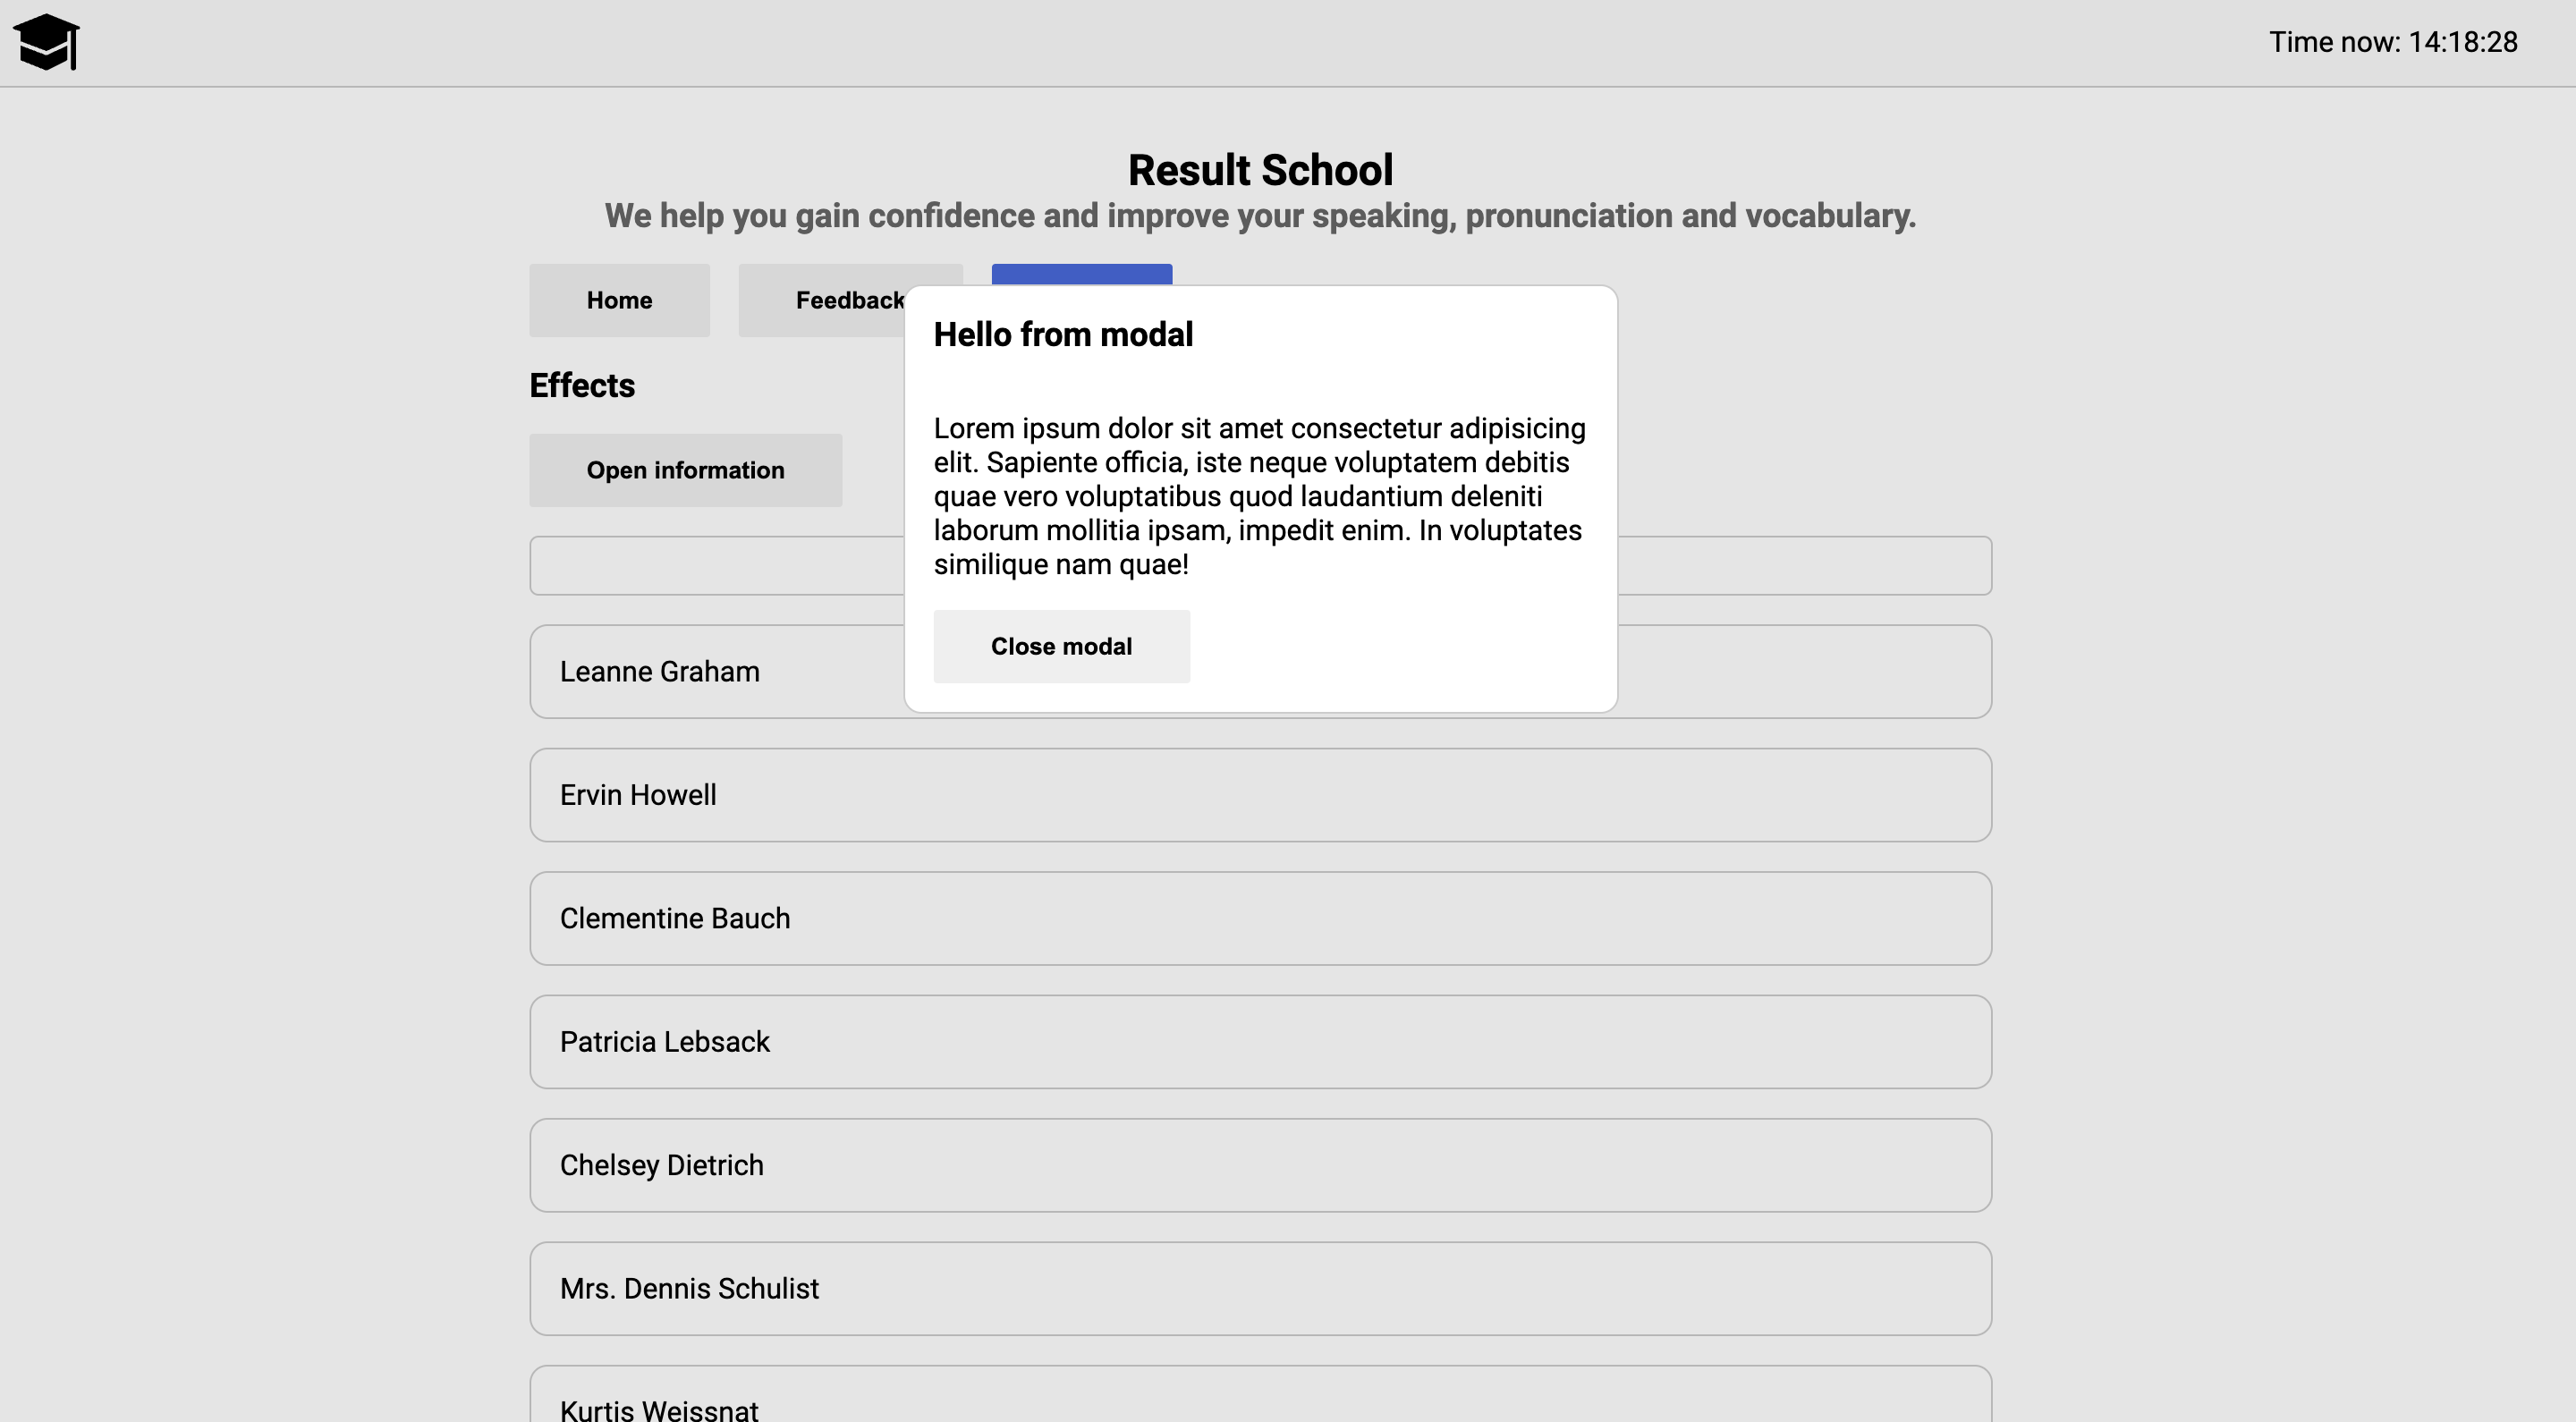 Time now: 14:18:28
Result School
We help you gain confidence and improve your speaking, pronunciation and vocabulary.
Home
Feedback
Hello from modal
Effects
Lorem ipsum dolor sit amet consectetur adipisicing
elit. Sapiente officia, iste neque voluptatem debitis
quae vero voluptatibus quod laudantium deleniti
laborum mollitia ipsam, impedit enim. In voluptates
similique nam quae!
Open information
Close modal
Leanne Graham
Ervin Howell
Clementine Bauch
Patricia Lebsack
Chelsey Dietrich
Mrs. Dennis Schulist
Kurtis Weissnat